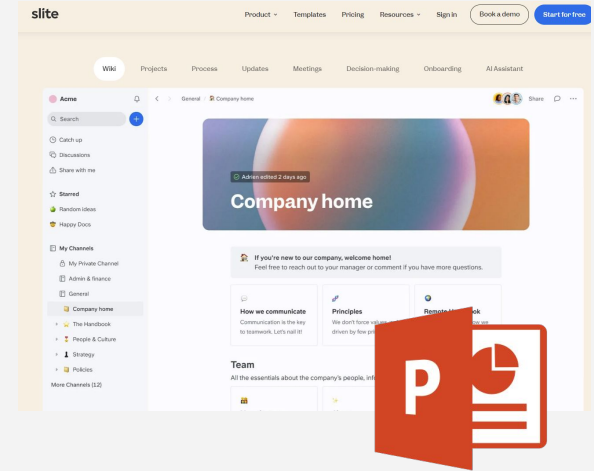 slite
Product Templates Pricing Resources Sign in Book a demo Start for free
Wiki Projects Process Updates Meetings Decision-making Onboarding AI Assistant
Acme
General / Company home
Share
Search
Catch up
Discussions
Share with me
Starred
Random ideas
Happy Docs
My Channels
My Private Channel
Admin & finance
General
Company home
The Handbook
People & Culture
Strategy
Policies
More Channels (12)
Adrien edited 2 days ago
Company home
If you're new to our company, welcome home!
Feel free to reach out to your manager or comment if you have more questions.
How we communicate
Communication is the key
to teamwork. Let's nail it!
Principles
We don't force values
driven by few
Team
All the essentials about the company's people,
P